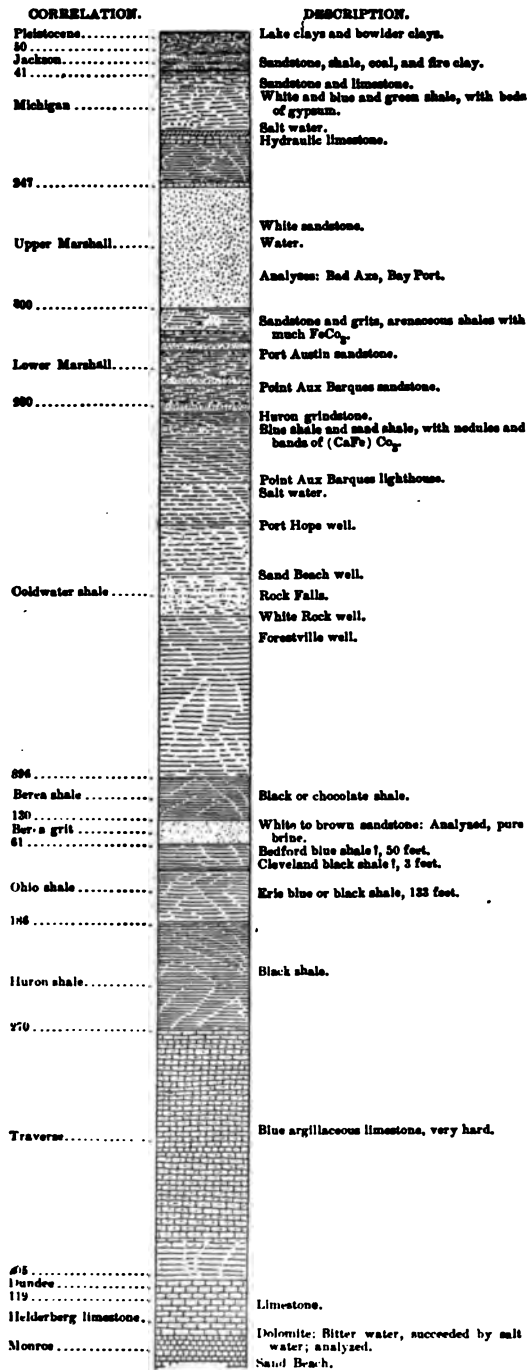 CORRELATION. DESCRIPTION.
Pleistocene Lake clays and bowlder clays.
50
Jackson Sandstone, shale, coal, and fire clay.
41
Sandstone and limestone.
Michigan White and blue and green shale, with beds
of gypsum.
Salt water.
Hydraulic limestone.
247
White sandstone.
Upper Marshall Water.
Analyses: Bad Axe, Bay Port.
300
Sandstone and grits, arenaceous shales with
much FeCo3.
Port Austin sandstone.
Lower Marshall
Point Aux Barques sandstone.
260
Huron grindstone.
Blue shale and sand shale, with nodules and
bands of (CaFe) Co3.
Point Aux Barques lighthouse.
Salt water.
Port Hope well.
Sand Beach well.
Coldwater shale Rock Falls.
White Rock well.
Forestville well.
896
Berea shale Black or chocolate shale.
130
Berea grit White to brown sandstone: Analyzed, pure
brine.
61
Bedford blue shale?, 50 feet.
Cleveland black shale?, 3 feet.
Ohio shale Erie blue or black shale, 133 feet.
186
Black shale.
Huron shale
270
Traverse Blue argillaceous limestone, very hard.
Dundee
119
Limestone.
Helderberg limestone
Dolomite: Bitter water, succeeded by salt
Monroe water; analyzed.
Sand Beach.